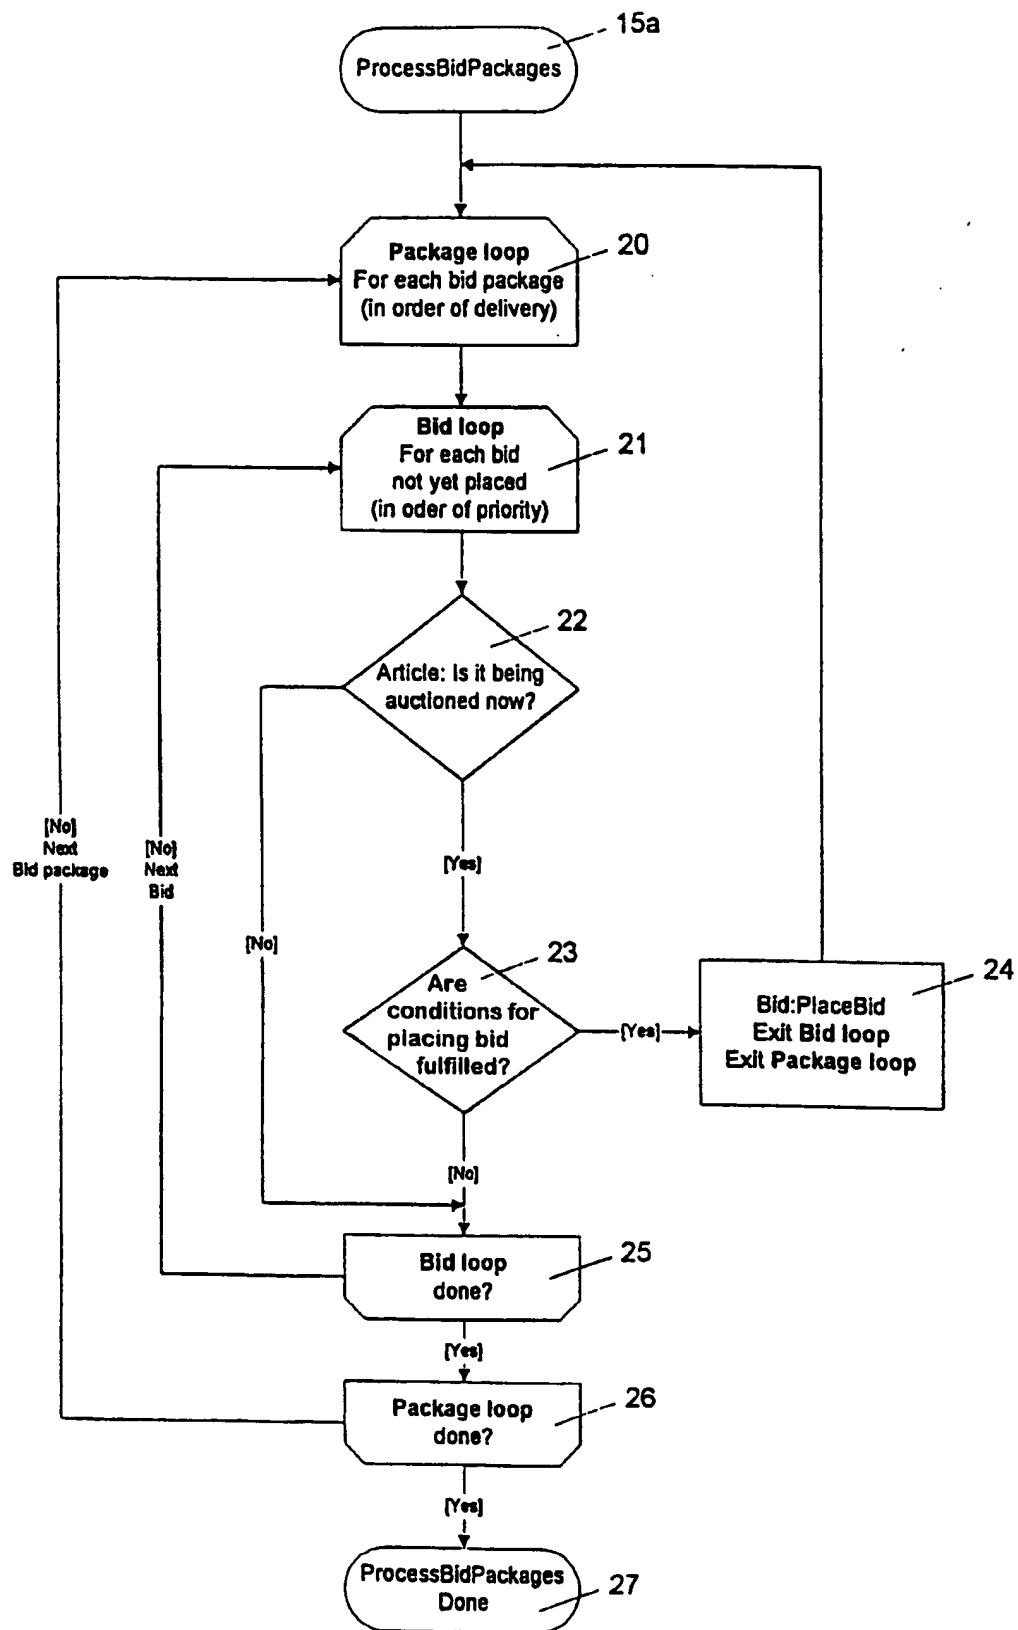 15a
ProcessBidPackages
20
Package loop
For each bid package
(in order of delivery)
21
Bid loop
For each bid
not yet placed
(in oder of priority)
22
Article: Is it being
auctioned now?
[No]
Next
Bid package
[No]
Next
Bid
[Yes]
[No]
23
Are
conditions for
placing bid
fulfilled?
[Yes]
24
Bid:PlaceBid
Exit Bid loop
Exit Package loop
[No]
25
Bid loop
done?
[Yes]
26
Package loop
done?
[Yes]
27
ProcessBidPackages
Done